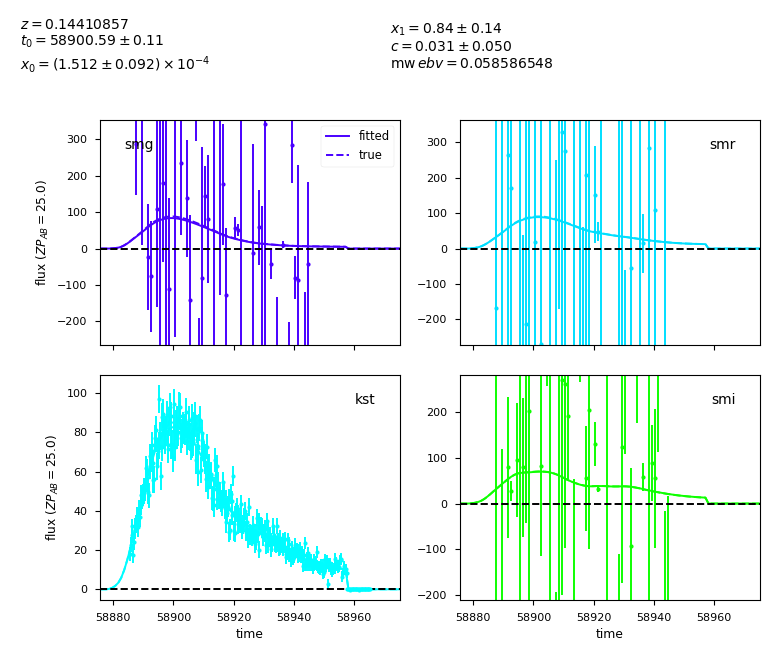 z = 0.14410857
t₀ = 58900.59 ± 0.11
x₀ = (1.512 ± 0.092) × 10⁻⁴
x₁ = 0.84 ± 0.14
c = 0.031 ± 0.050
mw ebv = 0.058586548
smg
fitted
true
300
200
100
0
−100
−200
flux (ZP_AB = 25.0)
smr
300
200
100
0
−100
−200
kst
100
80
60
40
20
0
flux (ZP_AB = 25.0)
58880 58900 58920 58940 58960
time
smi
200
100
0
−100
−200
58880 58900 58920 58940 58960
time